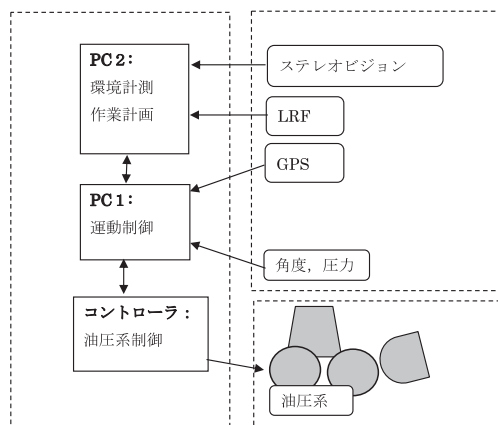 PC2:
環境計測
作業計画
ステレオビジョン
LRF
GPS
PC1:
運動制御
角度，圧力
コントローラ：
油圧系制御
油圧系